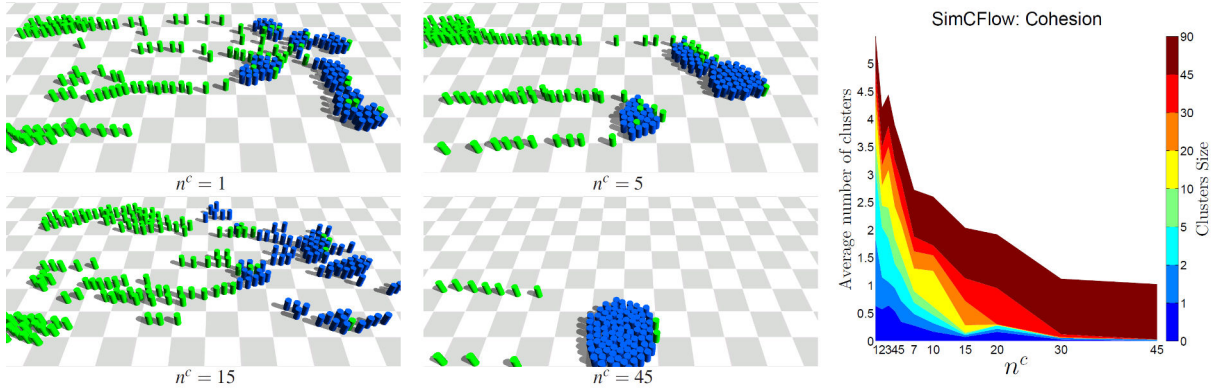 n^c = 1
n^c = 5
n^c = 15
n^c = 45
SimCFlow: Cohesion
Average number of clusters
5
4.5
4
3.5
3
2.5
2
1.5
1
0.5
0
1 2 3 4 5 7 10 15 20 30 45
n^c
90
45
30
20
10
5
2
1
0
Clusters Size